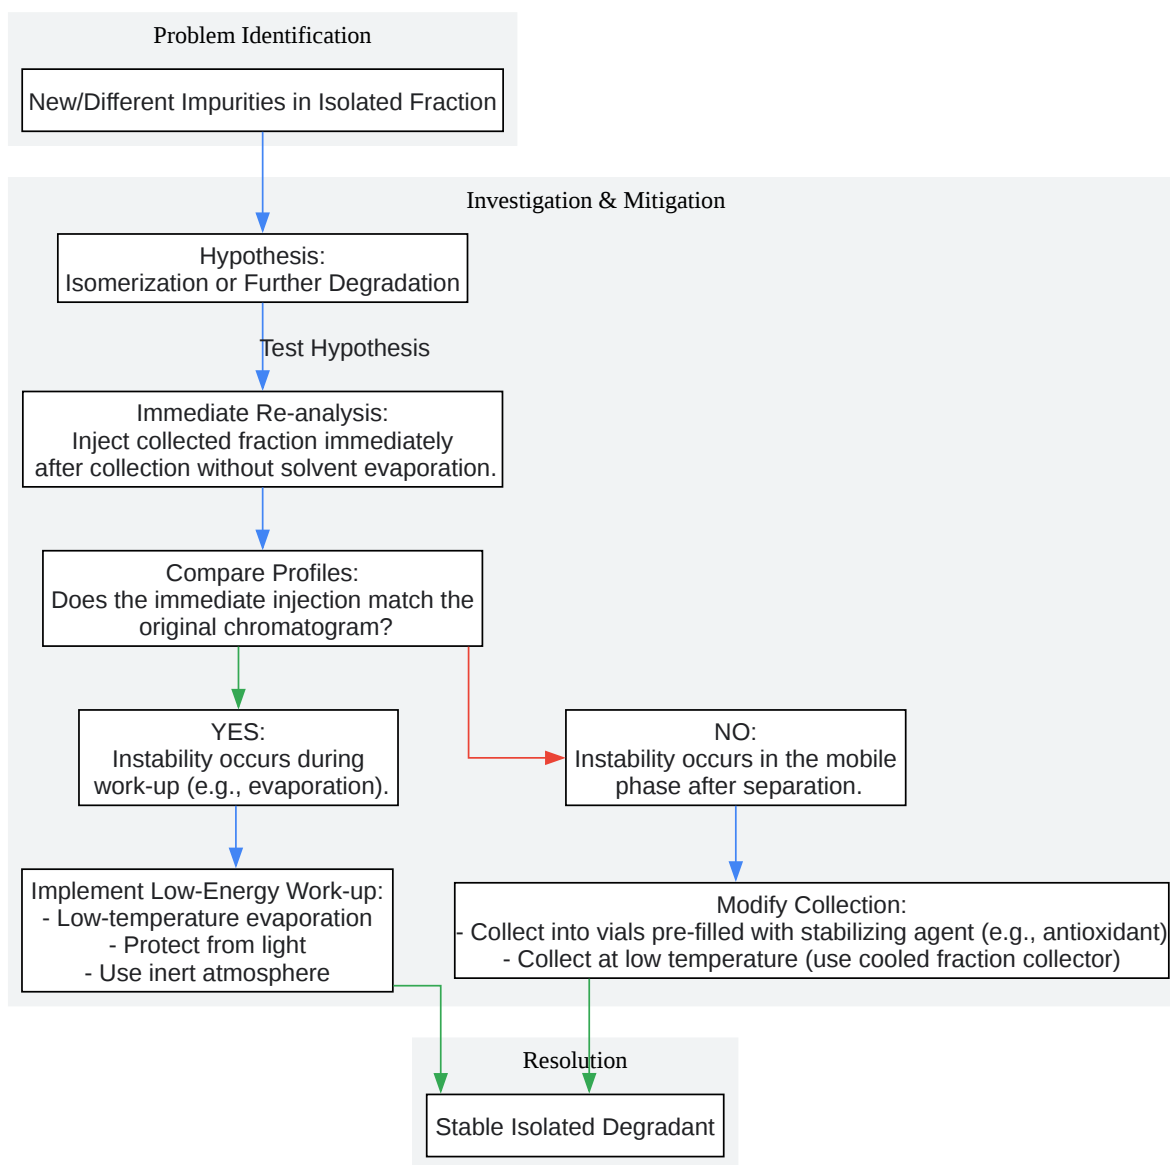 Problem Identification
New/Different Impurities in Isolated Fraction
Investigation & Mitigation
Hypothesis:
Isomerization or Further Degradation
Test Hypothesis
Immediate Re-analysis:
Inject collected fraction immediately
after collection without solvent evaporation.
Compare Profiles:
Does the immediate injection match the
original chromatogram?
YES:
Instability occurs during
work-up (e.g., evaporation).
NO:
Instability occurs in the mobile
phase after separation.
Implement Low-Energy Work-up:
- Low-temperature evaporation
- Protect from light
- Use inert atmosphere
Modify Collection:
- Collect into vials pre-filled with stabilizing agent (e.g., antioxidant)
- Collect at low temperature (use cooled fraction collector)
Resolution
Stable Isolated Degradant